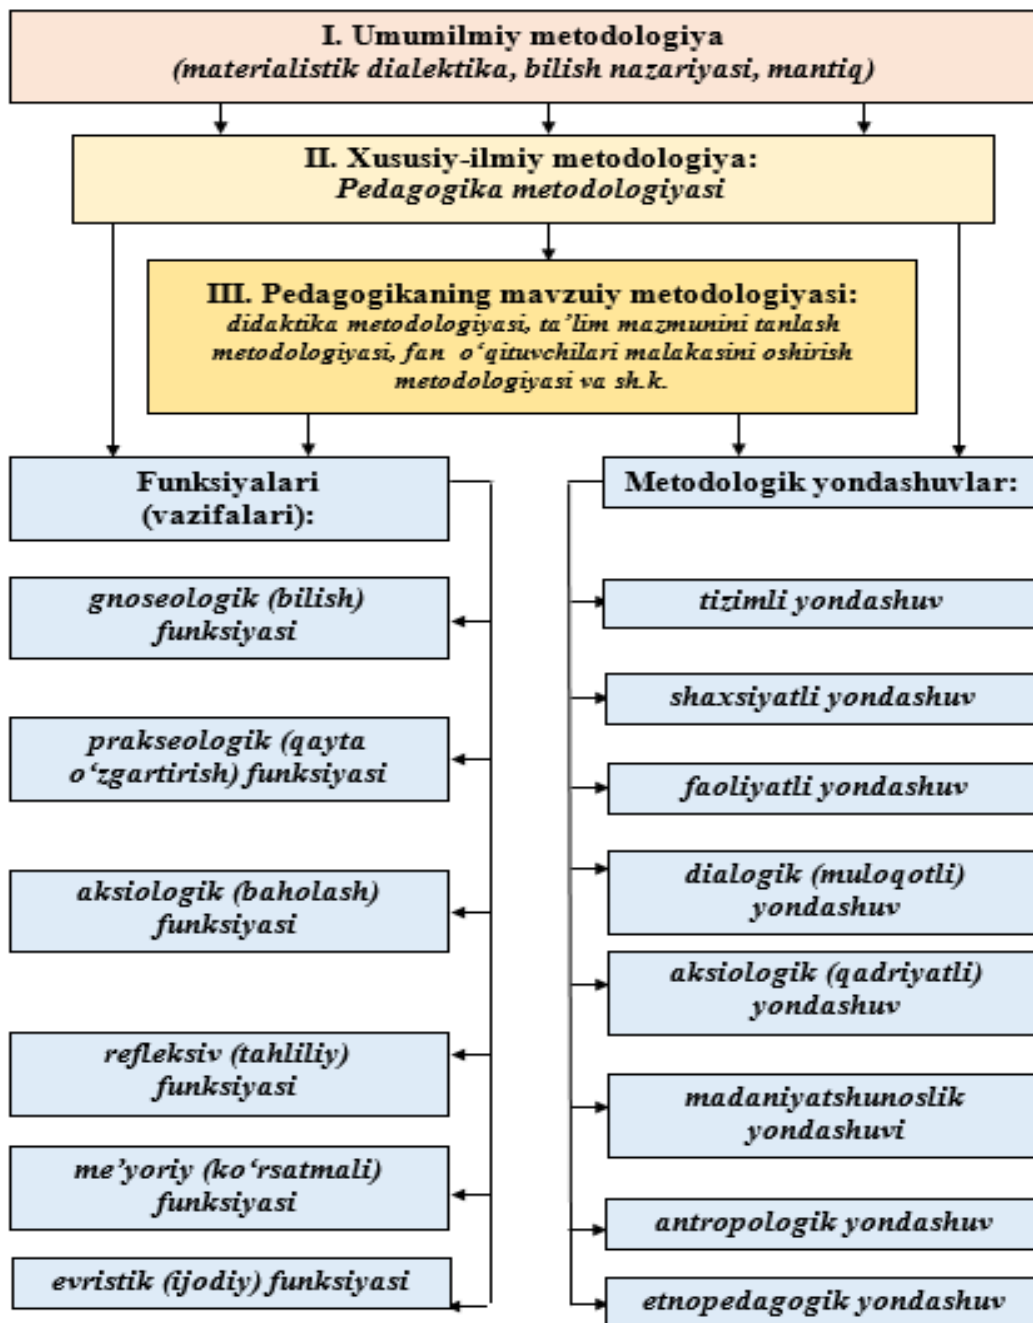 I. Umumilmiy metodologiya
(materialistik dialektika, bilish nazariyasi, mantiq)
II. Xususiy-ilmiy metodologiya:
Pedagogika metodologiyasi
III. Pedagogikaning mavzuiy metodologiyasi:
didaktika metodologiyasi, ta’lim mazmunini tanlash
metodologiyasi, fan o‘qituvchilari malakasini oshirish
metodologiyasi va sh.k.
Funksiyalari
(vazifalari):
gnoseologik (bilish)
funksiyasi
prakseologik (qayta
o‘zgartirish) funksiyasi
aksiologik (baholash)
funksiyasi
refleksiv (tahliliy)
funksiyasi
me’yoriy (ko‘rsatmali)
funksiyasi
evristik (ijodiy) funksiyasi
Metodologik yondashuvlar:
tizimli yondashuv
shaxsiyatli yondashuv
faoliyatli yondashuv
dialogik (muloqotli)
yondashuv
aksiologik (qadriyatli)
yondashuv
madaniyatshunoslik
yondashuvi
antropologik yondashuv
etnopedagogik yondashuv